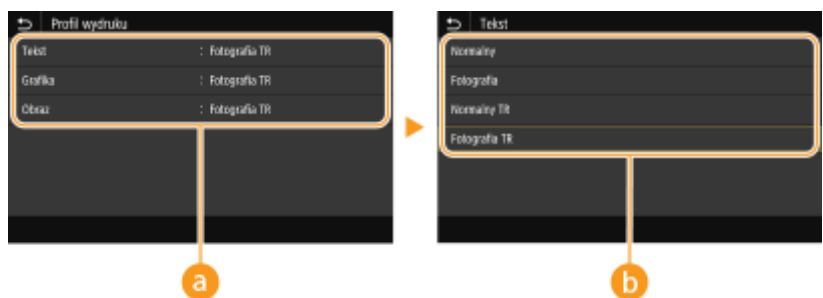 Profil wydruku
Tekst : Fotografia TR
Grafika : Fotografia TR
Obraz : Fotografia TR
a
Tekst
Normalny
Fotografia
Normalny TR
Fotografia TR
b